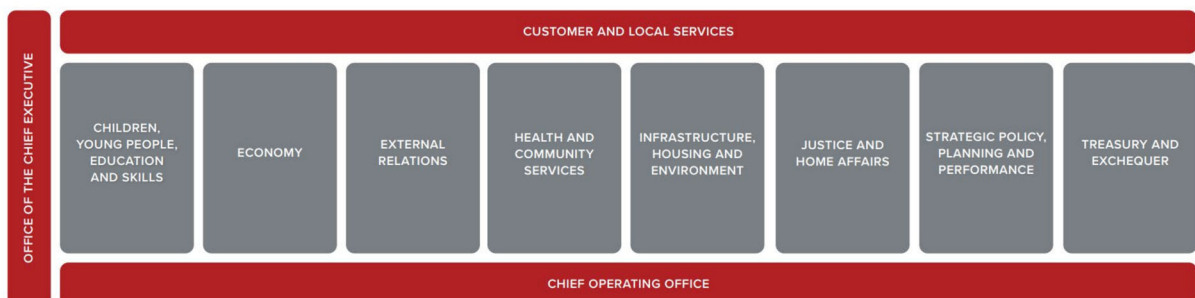 OFFICE OF THE CHIEF EXECUTIVE
CUSTOMER AND LOCAL SERVICES
CHILDREN,
YOUNG PEOPLE,
EDUCATION
AND SKILLS
ECONOMY
EXTERNAL
RELATIONS
HEALTH AND
COMMUNITY
SERVICES
INFRASTRUCTURE,
HOUSING AND
ENVIRONMENT
JUSTICE AND
HOME AFFAIRS
STRATEGIC POLICY,
PLANNING AND
PERFORMANCE
TREASURY AND
EXCHEQUER
CHIEF OPERATING OFFICE